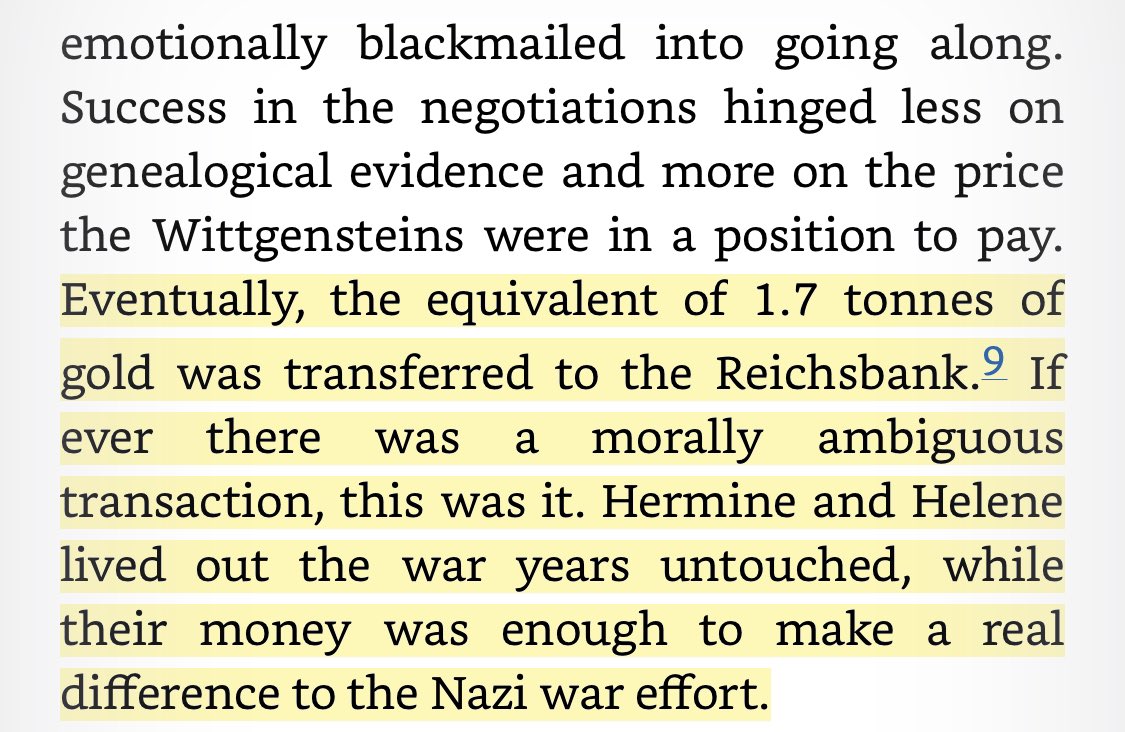 emotionally blackmailed into going along.
Success in the negotiations hinged less on
genealogical evidence and more on the price
the Wittgensteins were in a position to pay.
Eventually, the equivalent of 1.7 tonnes of
gold was transferred to the Reichsbank.9 If
ever there was a morally ambiguous
transaction, this was it. Hermine and Helene
lived out the war years untouched, while
their money was enough to make a real
difference to the Nazi war effort.